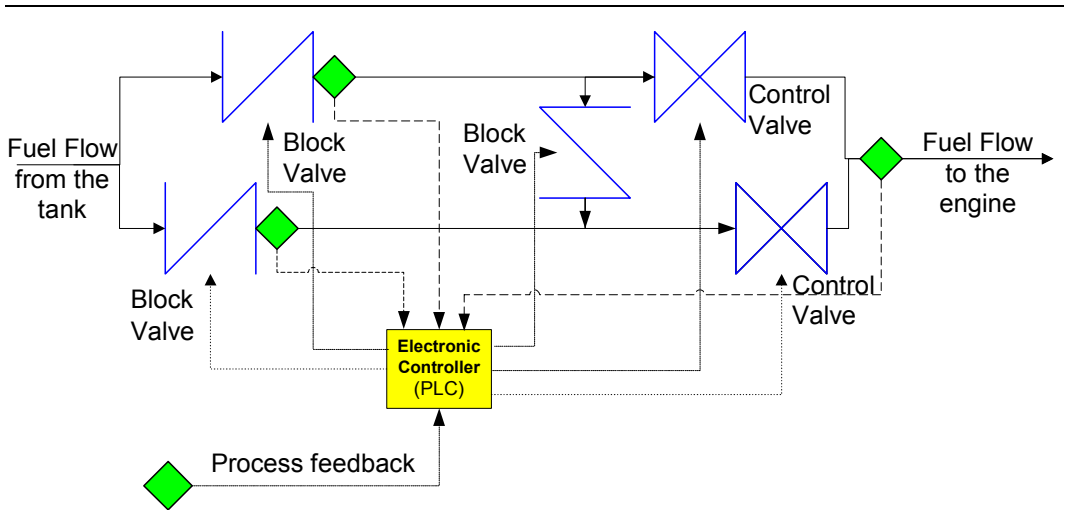 Fuel Flow
from the
tank
Block
Valve
Block
Valve
Block
Valve
Control
Valve
Control
Valve
Fuel Flow
to the
engine
Electronic
Controller
(PLC)
Process feedback